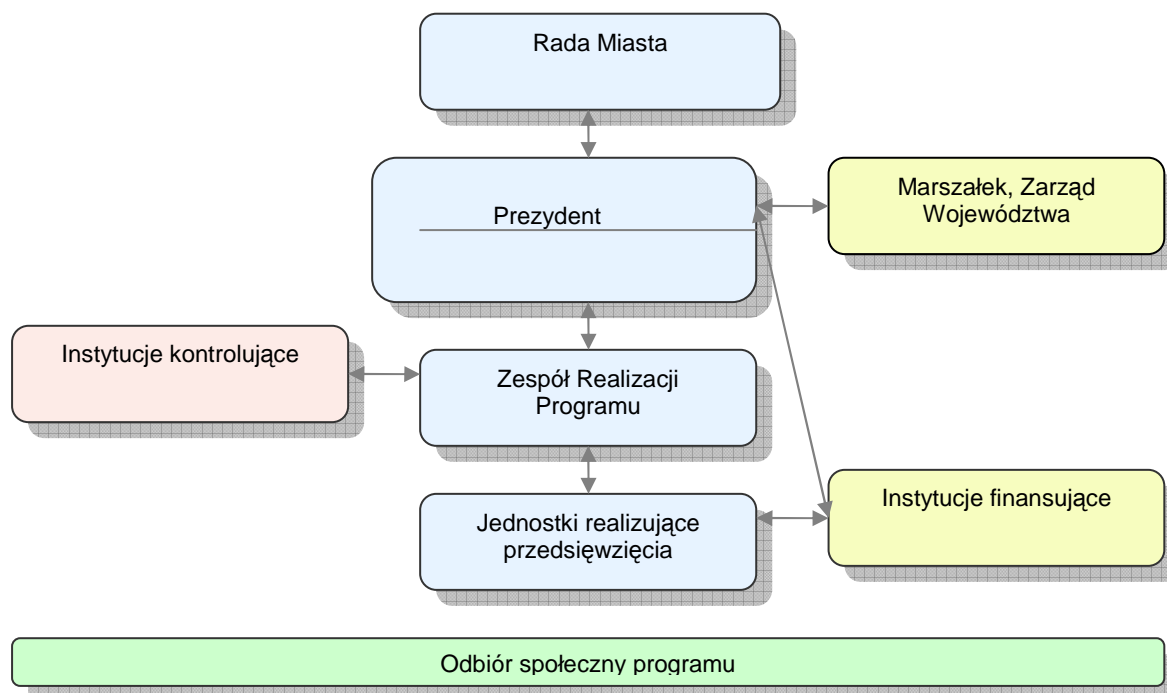 Rada Miasta
Prezydent
Marszałek, Zarząd
Województwa
Instytucje kontrolujące
Zespół Realizacji
Programu
Jednostki realizujące
przedsięwzięcia
Instytucje finansujące
Odbiór społeczny programu